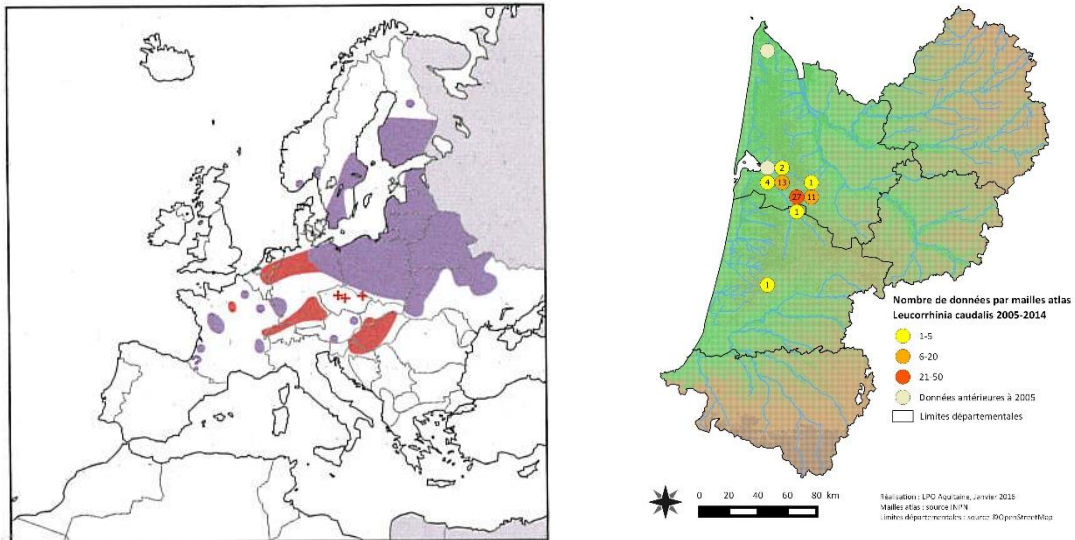 2
4
13
1
27
11
1
1
Nombre de données par mailles atlas
Leucorrhinia caudalis 2005-2014
1-5
6-20
21-50
Données antérieures à 2005
Limites départementales
0 20 40 60 80 km
Réalisation : LPO Aquitaine, Janvier 2016
Mailles atlas : source INPN
Limites départementales : source ©OpenStreetMap